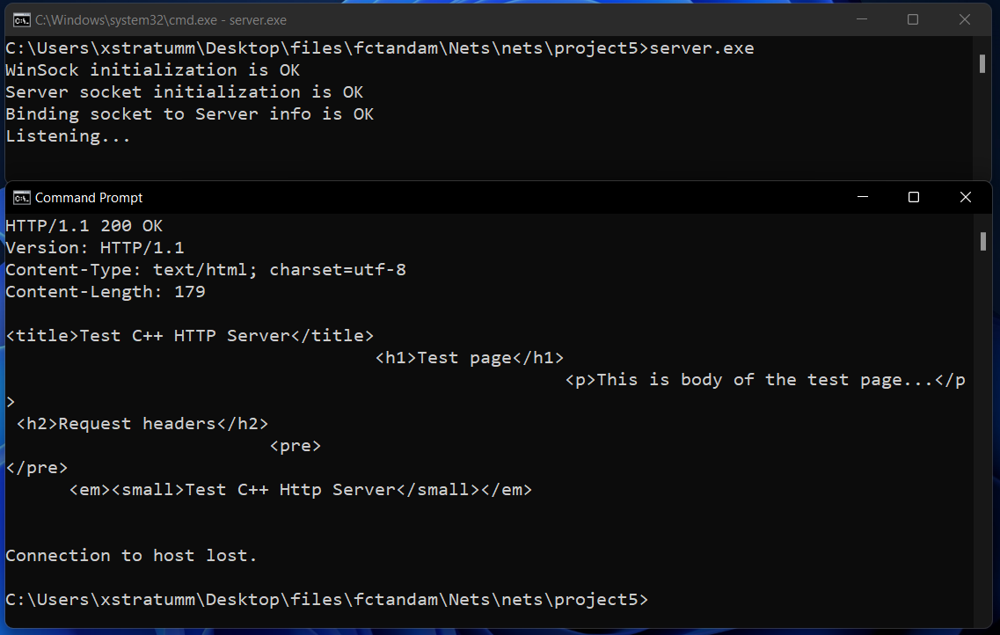 C:\Windows\system32\cmd.exe - server.exe
C:\Users\xstratumm\Desktop\files\fctandam\Nets\nets\project5>server.exe
WinSock initialization is OK
Server socket initialization is OK
Binding socket to Server info is OK
Listening...
Command Prompt
HTTP/1.1 200 OK
Version: HTTP/1.1
Content-Type: text/html; charset=utf-8
Content-Length: 179
<title>Test C++ HTTP Server</title>
<h1>Test page</h1>
<p>This is body of the test page...</p
>
<h2>Request headers</h2>
<pre>
</pre>
<em><small>Test C++ Http Server</small></em>
Connection to host lost.
C:\Users\xstratumm\Desktop\files\fctandam\Nets\nets\project5>